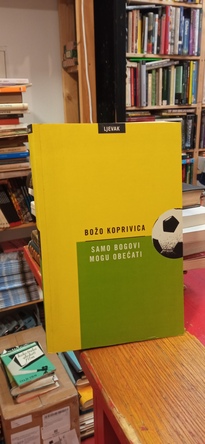 LJEVAK
BOŽO KOPRIVICA
SAMO BOGOVI
MOGU OBEĆATI